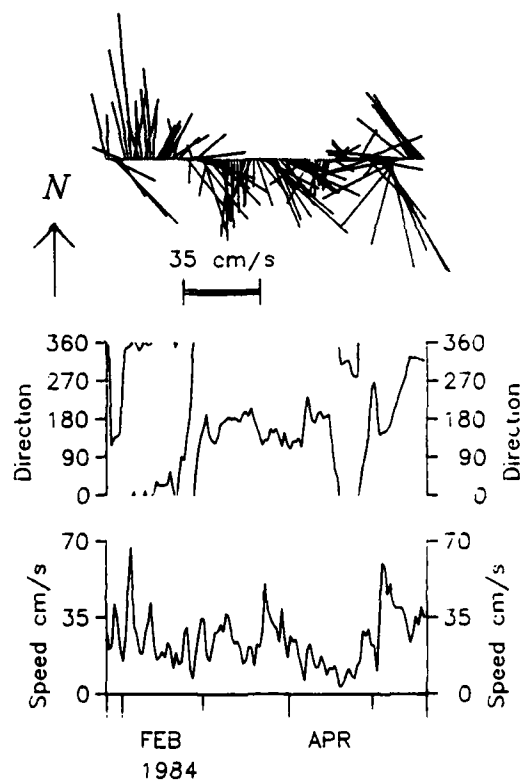 N
35 cm/s
360 360
270 270
Direction 180 180 Direction
90 90
0 0
70 70
Speed cm/s 35 35 Speed cm/s
0 0
FEB APR
1984